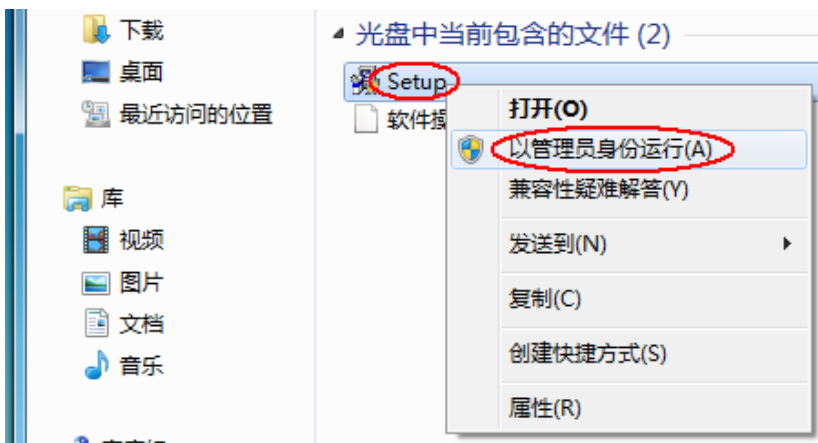 下载
桌面
最近访问的位置
库
视频
图片
文档
音乐
光盘中当前包含的文件 (2)
Setup
软件操
打开(O)
以管理员身份运行(A)
兼容性疑难解答(Y)
发送到(N)
复制(C)
创建快捷方式(S)
属性(R)